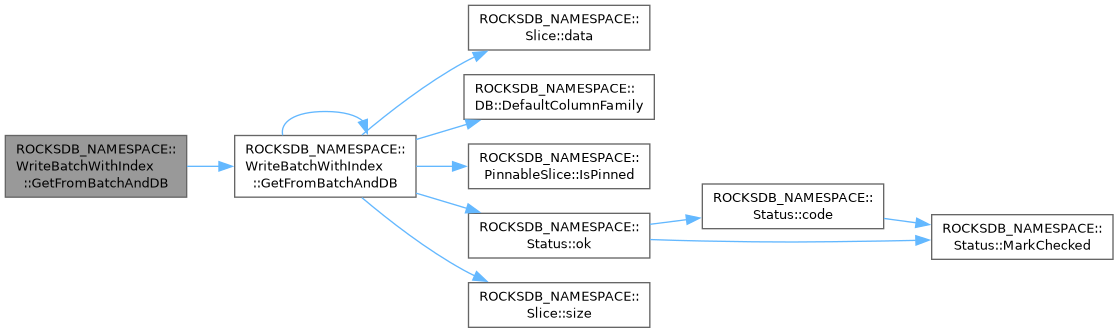 ROCKSDB_NAMESPACE::
WriteBatchWithIndex
::GetFromBatchAndDB
ROCKSDB_NAMESPACE::
WriteBatchWithIndex
::GetFromBatchAndDB
ROCKSDB_NAMESPACE::
Slice::data
ROCKSDB_NAMESPACE::
DB::DefaultColumnFamily
ROCKSDB_NAMESPACE::
PinnableSlice::IsPinned
ROCKSDB_NAMESPACE::
Status::ok
ROCKSDB_NAMESPACE::
Slice::size
ROCKSDB_NAMESPACE::
Status::code
ROCKSDB_NAMESPACE::
Status::MarkChecked